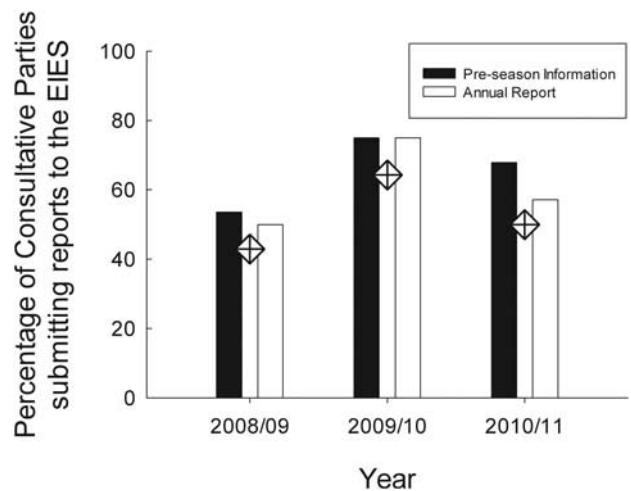 Percentage of Consultative Parties
submitting reports to the EIES
100
80
60
40
20
0
Pre-season Information
Annual Report
2008/09 2009/10 2010/11
Year